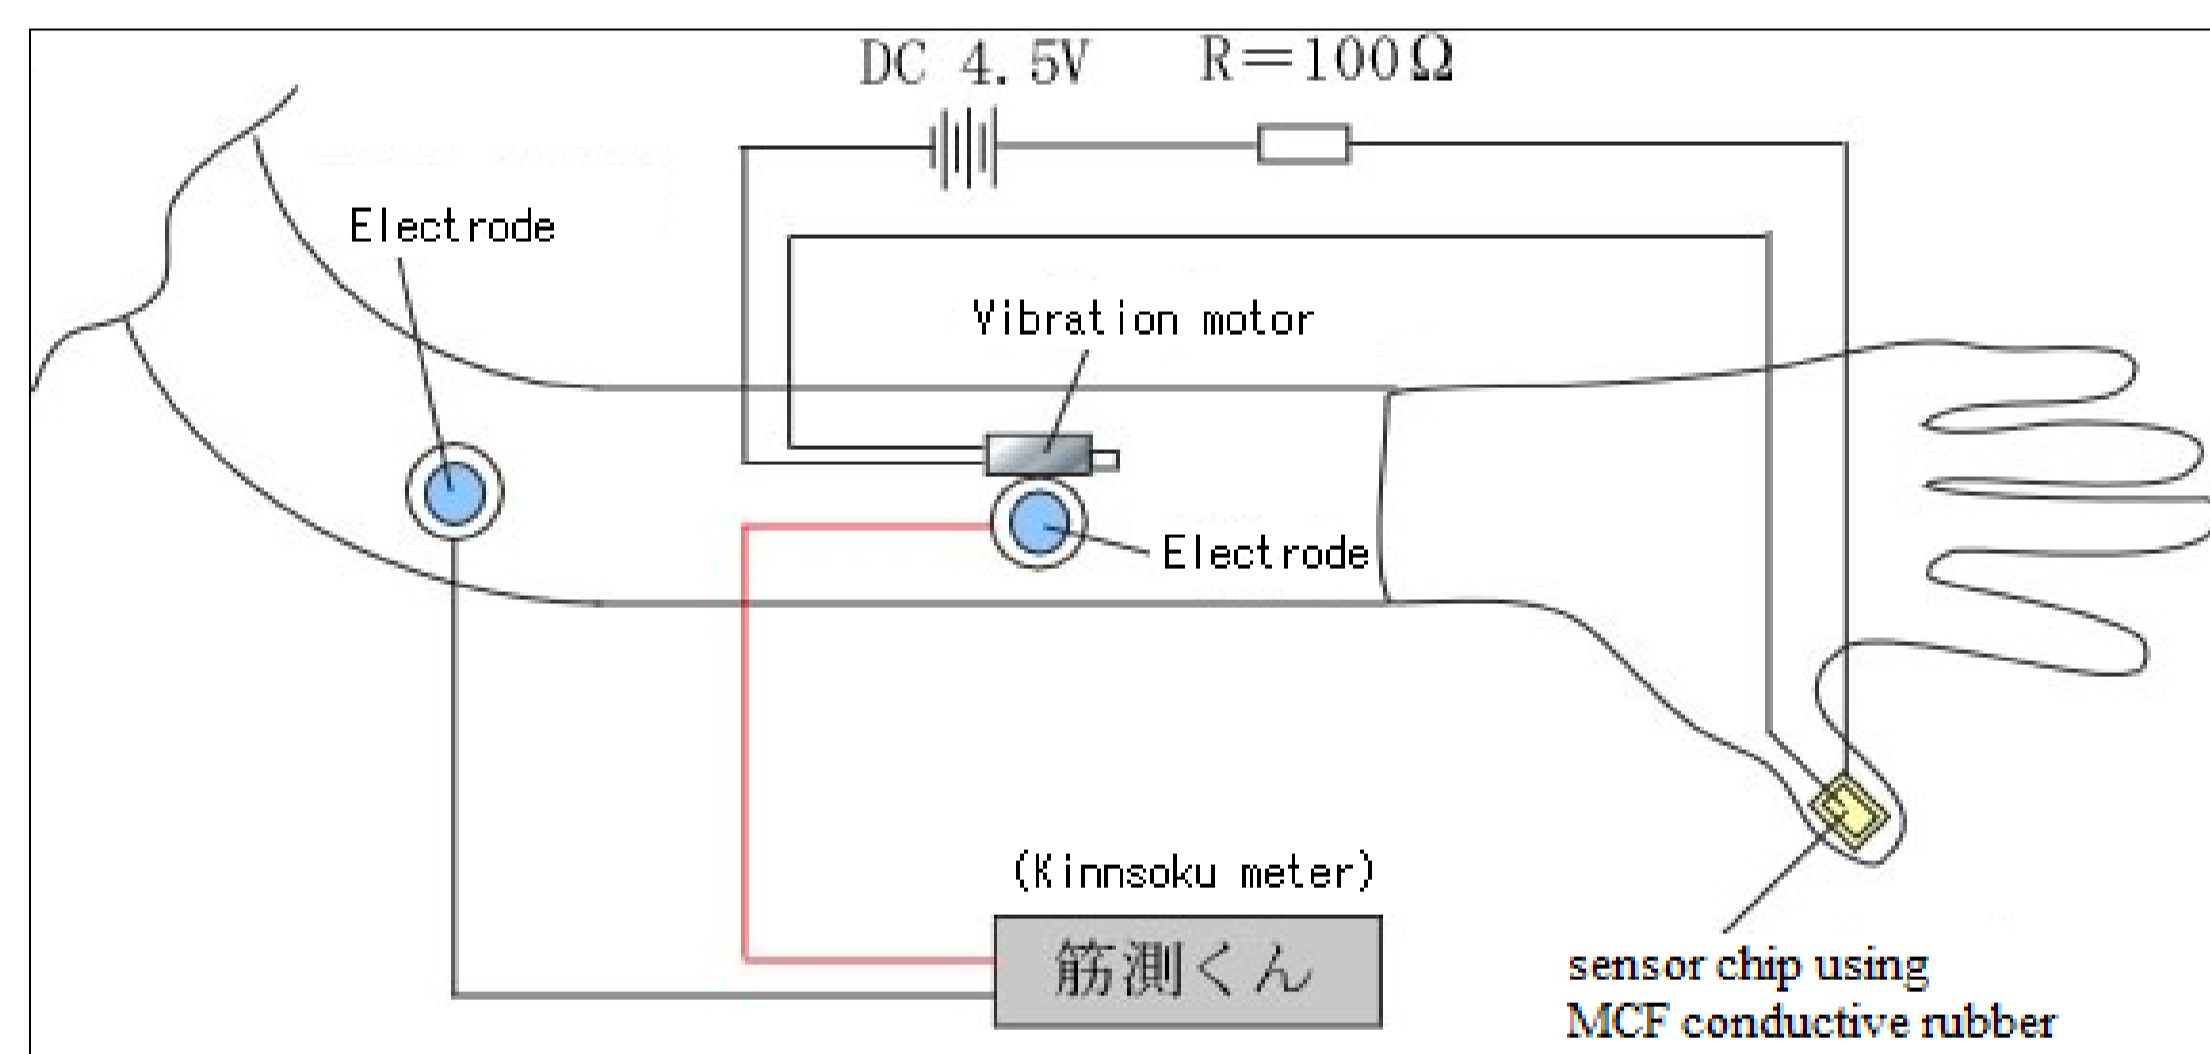 DC 4.5V R=100Ω
Electrode
Vibration motor
Electrode
(Kinnsoku meter)
筋測くん
sensor chip using
MCF conductive rubber